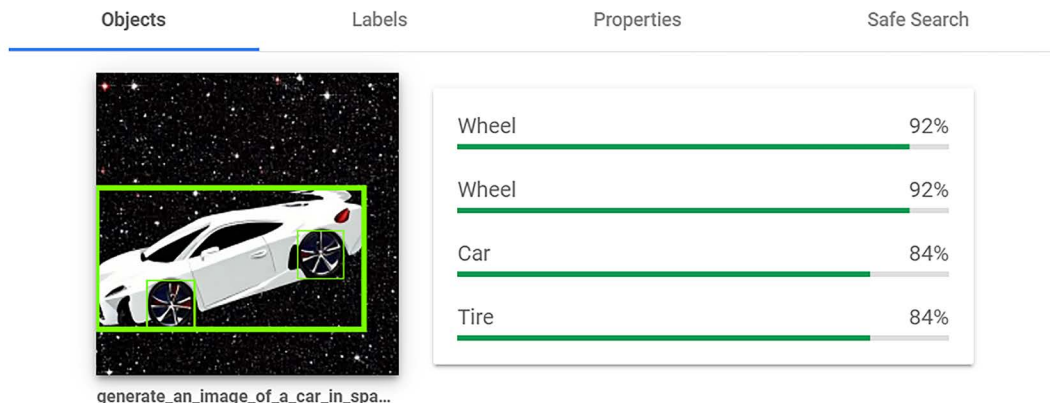 Objects Labels Properties Safe Search
Wheel 92%
Wheel 92%
Car 84%
Tire 84%
generate_an_image_of_a_car_in_spa...